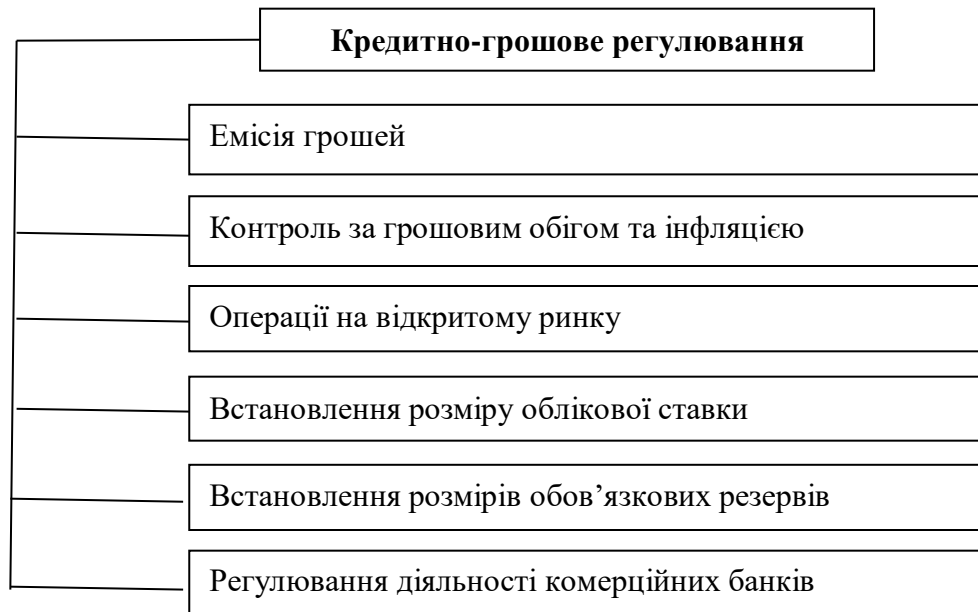 Кредитно-грошове регулювання
Емісія грошей
Контроль за грошовим обігом та інфляцією
Операції на відкритому ринку
Встановлення розміру облікової ставки
Встановлення розмірів обов’язкових резервів
Регулювання діяльності комерційних банків